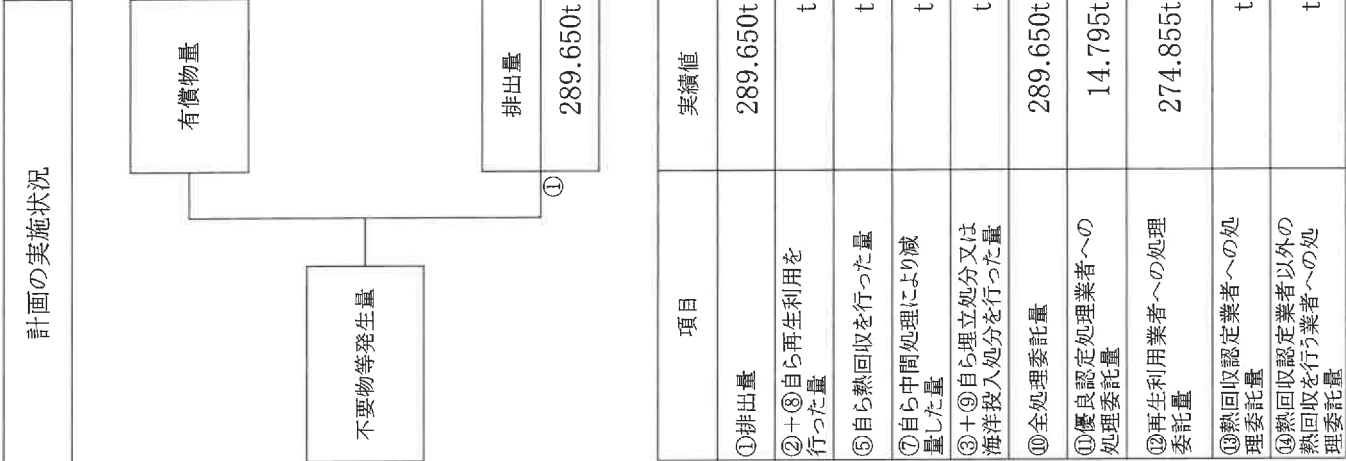 計画の実施状況
有償物量
不要物等発生量
排出量
①
289.650t
項目
実績値
①排出量
289.650t
②+⑧自ら再生利用を
行った量
t
⑤自ら熱回収を行った量
t
⑦自ら中間処理により減
量した量
t
③+⑨自ら埋立処分又は
海洋投入処分を行った量
t
⑩全処理委託量
289.650t
⑪優良認定処理業者への
処理委託量
14.795t
⑫再生利用業者への処理
委託量
274.855t
⑬熱回収認定業者への処
理委託量
t
⑭熱回収認定業者以外の
熱回収を行う業者への処
理委託量
t